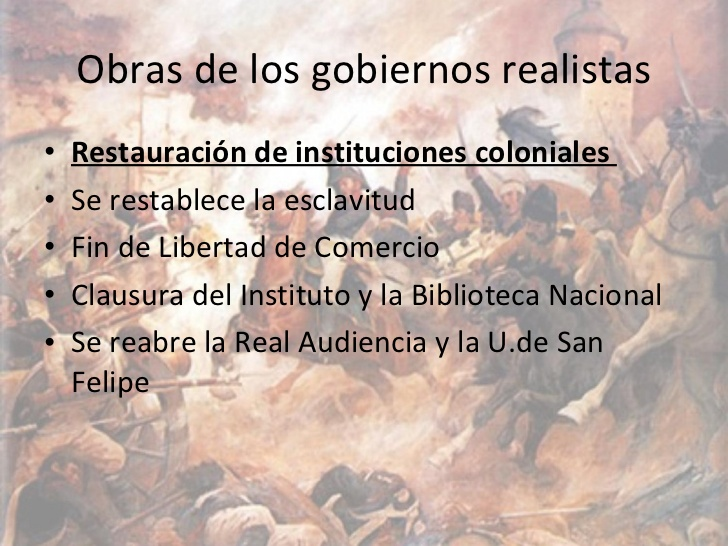 Obras de los gobiernos realistas
• Restauración de instituciones coloniales
• Se restablece la esclavitud
• Fin de Libertad de Comercio
• Clausura del Instituto y la Biblioteca Nacional
• Se reabre la Real Audiencia y la U.de San
Felipe